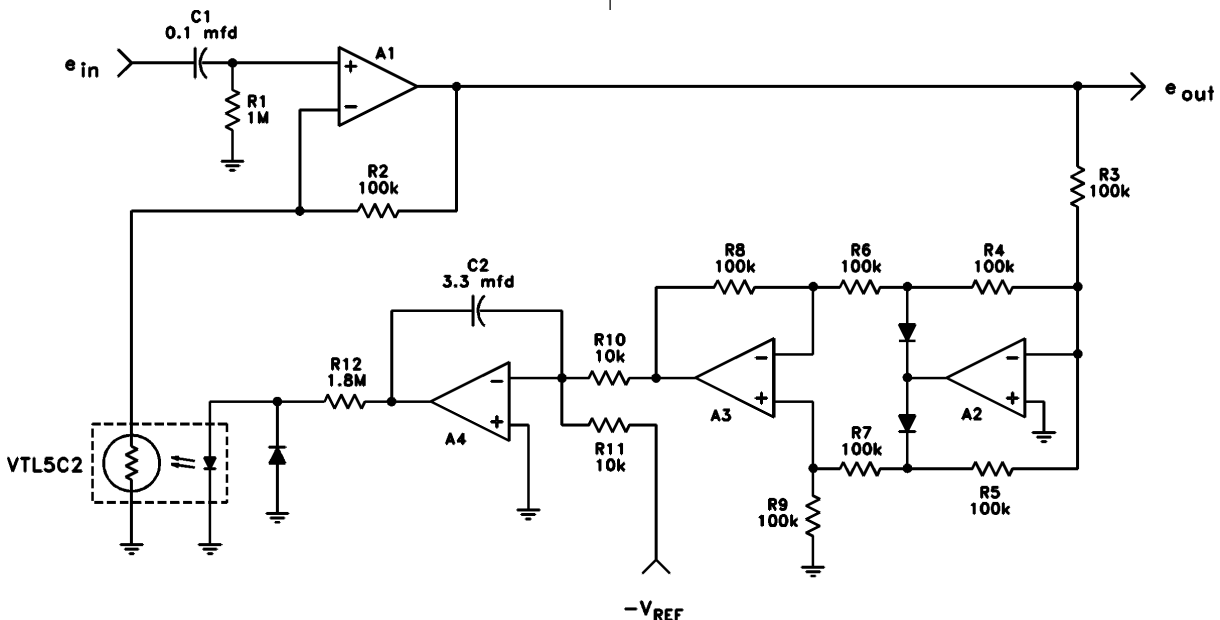 C1
0.1 mfd
e in
A1
+
−
R1
1M
e out
R2
100k
R3
100k
R8
100k
R6
100k
R4
100k
C2
3.3 mfd
R10
10k
R12
1.8M
−
+
A4
−
+
A3
−
+
A2
R11
10k
R7
100k
VTL5C2
R5
100k
R9
100k
−VREF